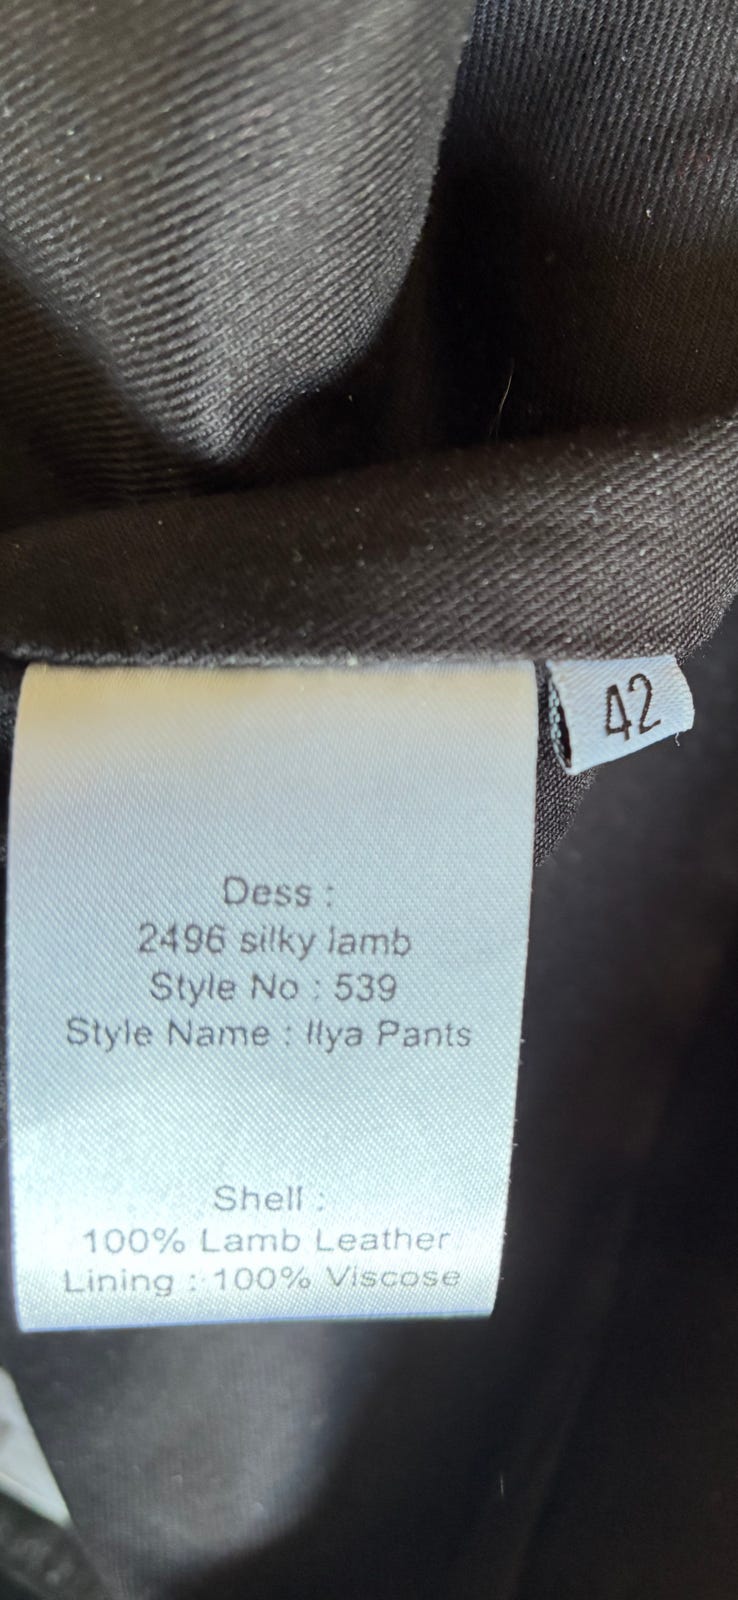 42
Dess :
2496 silky lamb
Style No : 539
Style Name : Ilya Pants
Shell :
100% Lamb Leather
Lining : 100% Viscose